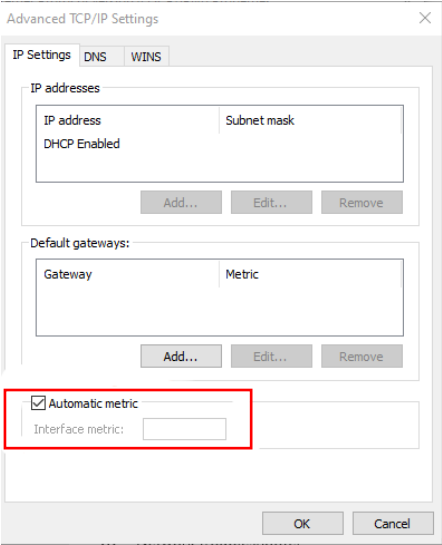 Advanced TCP/IP Settings
IP Settings DNS WINS
IP addresses
IP address Subnet mask
DHCP Enabled
Add... Edit... Remove
Default gateways:
Gateway Metric
Add... Edit... Remove
Automatic metric
Interface metric:
OK Cancel